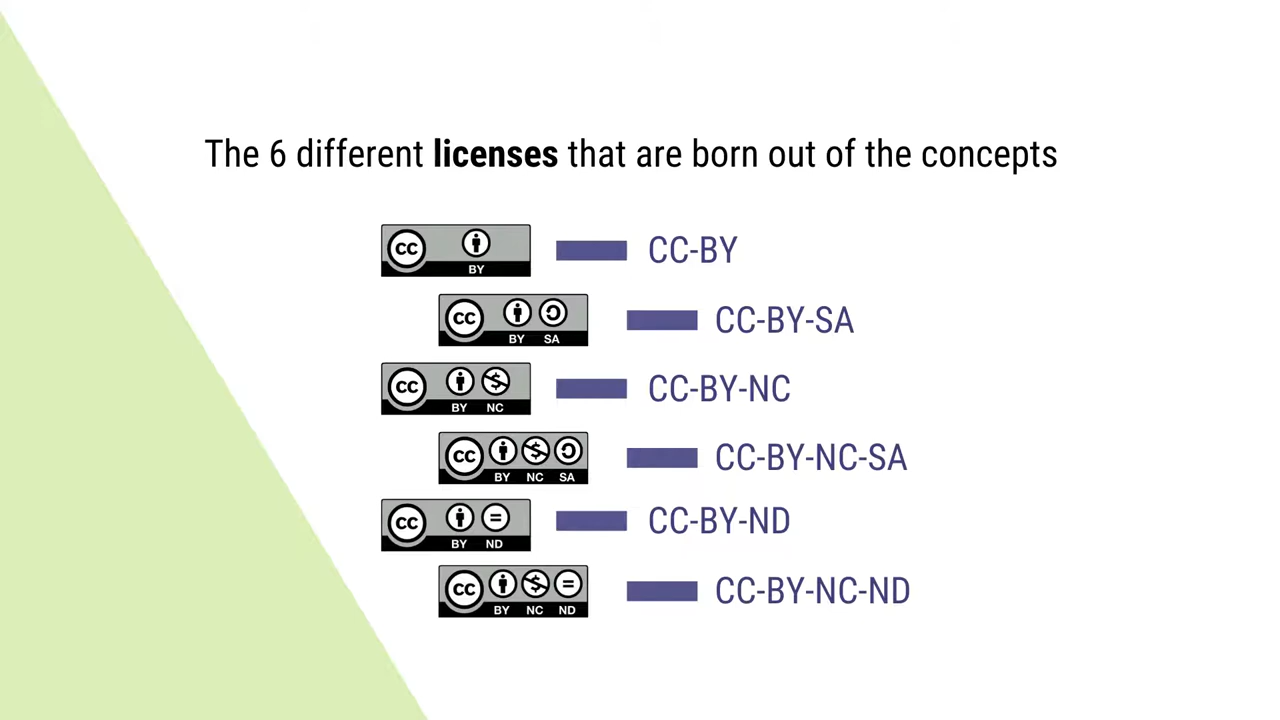 The 6 different licenses that are born out of the concepts
cc BY CC-BY
cc BY SA CC-BY-SA
cc BY NC CC-BY-NC
cc BY NC SA CC-BY-NC-SA
cc BY ND CC-BY-ND
cc BY NC ND CC-BY-NC-ND